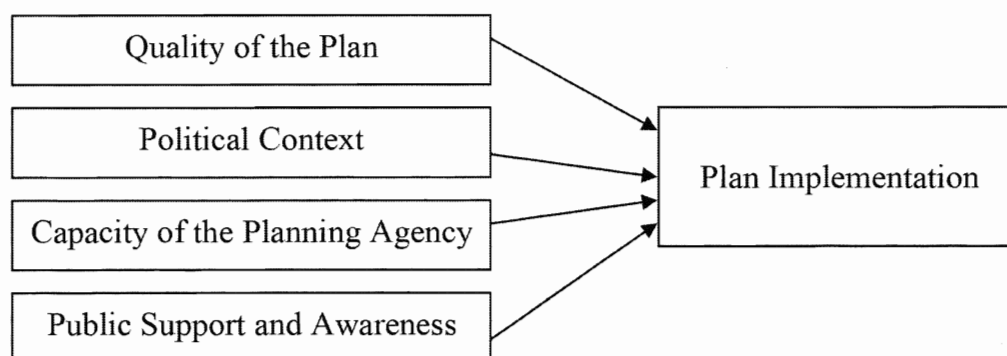 Quality of the Plan
Political Context
Capacity of the Planning Agency
Public Support and Awareness
Plan Implementation